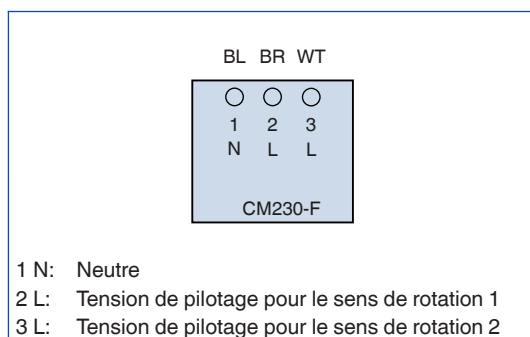 BL BR WT
1 2 3
N L L
CM230-F
1 N: Neutre
2 L: Tension de pilotage pour le sens de rotation 1
3 L: Tension de pilotage pour le sens de rotation 2